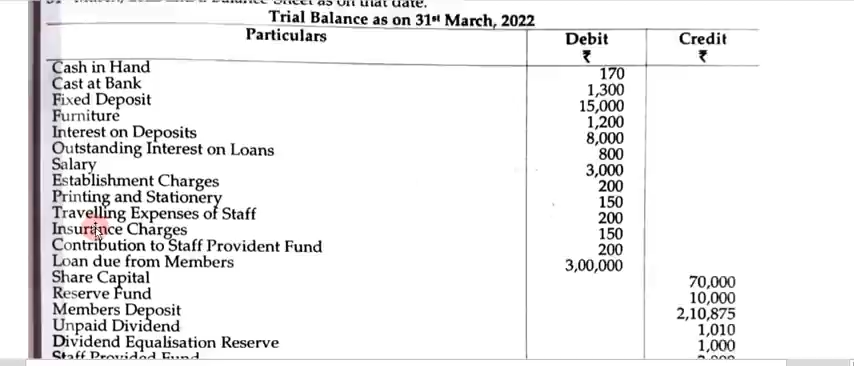 Trial Balance as on 31st March, 2022
Particulars Debit Credit
₹ ₹
Cash in Hand 170
Cast at Bank 1,300
Fixed Deposit 15,000
Furniture 1,200
Interest on Deposits 8,000
Outstanding Interest on Loans 800
Salary 3,000
Establishment Charges 200
Printing and Stationery 150
Travelling Expenses of Staff 200
Insurance Charges 150
Contribution to Staff Provident Fund 200
Loan due from Members 3,00,000
Share Capital 70,000
Reserve Fund 10,000
Members Deposit 2,10,875
Unpaid Dividend 1,010
Dividend Equalisation Reserve 1,000
Staff Provided Fund